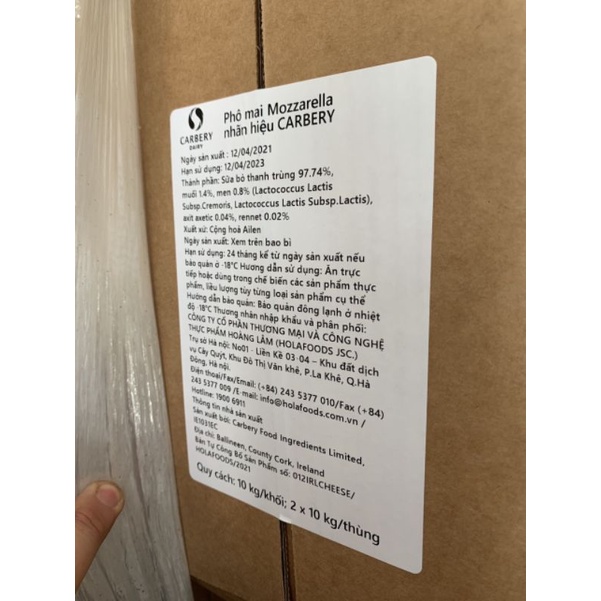 CARBERY
DAIRY
Phô mai Mozzarella
nhãn hiệu CARBERY
Ngày sản xuất : 12/04/2021
Hạn sử dụng: 12/04/2023
Thành phần: Sữa bò thanh trùng 97.74%,
muối 1.4%, men 0.8% (Lactococcus Lactis
Subsp.Cremoris, Lactococcus Lactis Subsp.Lactis),
axit axetic 0.04%, rennet 0.02%
Xuất xứ: Cộng hoà Ailen
Ngày sản xuất: Xem trên bao bì
Hạn sử dụng: 24 tháng kể từ ngày sản xuất nếu
bảo quản ở -18°C Hướng dẫn sử dụng: Ăn trực
tiếp hoặc dùng trong chế biến các sản phẩm thực
phẩm, liều lượng tùy từng loại sản phẩm cụ thể
Hướng dẫn bảo quản: Bảo quản đông lạnh ở nhiệt
độ -18°C Thương nhân nhập khẩu và phân phối:
CÔNG TY CỔ PHẦN THƯƠNG MẠI VÀ CÔNG NGHỆ
THỰC PHẨM HOÀNG LÂM (HOLAFOODS JSC.)
Trụ sở Hà nội: No01 - Liền Kề 03-04 – Khu đất dịch
vụ Cây Quýt, Khu Đô Thị Văn khê, P.La Khê, Q.Hà
Đông, Hà nội.
Điện thoại/Fax/Email: (+84) 243 5377 010/Fax (+84)
243 5377 009 /E-mail: info@holafoods.com.vn /
Hotline: 1900 6911
Thông tin nhà sản xuất
Sản xuất bởi: Carbery Food Ingredients Limited,
IE1031EC
Địa chỉ: Ballineen, County Cork, Ireland
Bản Tự Công Bố Sản Phẩm số: 012IRLCHEESE/
HOLAFOODS/2021
Quy cách: 10 kg/khối; 2 x 10 kg/thùng